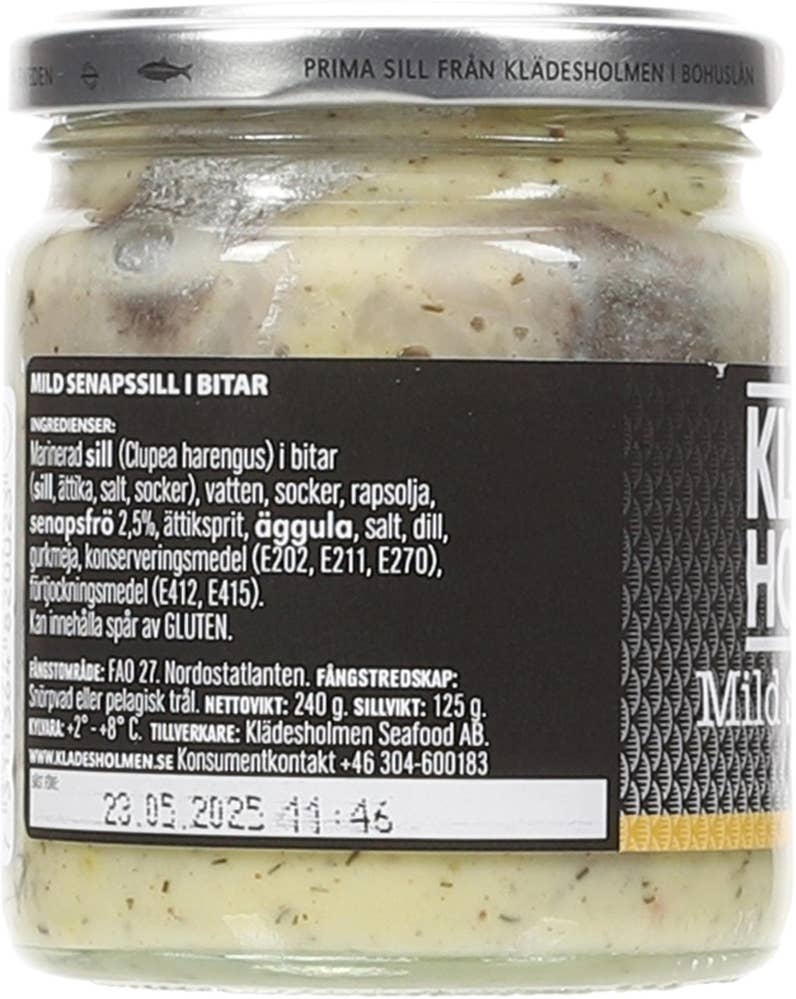 PRIMA SILL FRÅN KLÄDESHOLMEN I BOHUSLÄN
MILD SENAPSSILL I BITAR
INGREDIENSER:
Marinerad sill (Clupea harengus) i bitar
(sill, ättika, salt, socker), vatten, socker, rapsolja,
senapsfrö 2,5%, ättiksprit, äggula, salt, dill,
gurkmeja, konserveringsmedel (E202, E211, E270),
förtjockningsmedel (E412, E415).
Kan innehålla spår av GLUTEN.
FÅNGSTOMRÅDE: FAO 27. Nordostatlanten. FÅNGSTREDSKAP:
Snörpvad eller pelagisk trål. NETTOVIKT: 240 g. SILLVIKT: 125 g.
KYLVARA: +2° - +8° C. TILLVERKARE: Klädesholmen Seafood AB.
WWW.KLADESHOLMEN.SE Konsumentkontakt +46 304-600183
23.05.2025 11:46
KL
HO
Mild